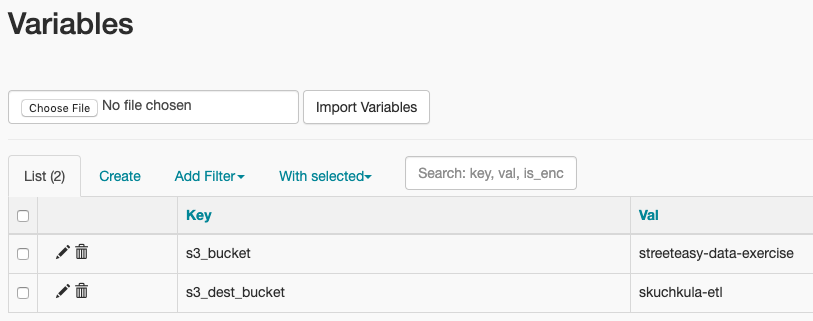 Variables
Choose File No file chosen Import Variables
List (2) Create Add Filter With selected Search: key, val, is_enc
Key Val
s3_bucket streeteasy-data-exercise
s3_dest_bucket skuchkula-etl